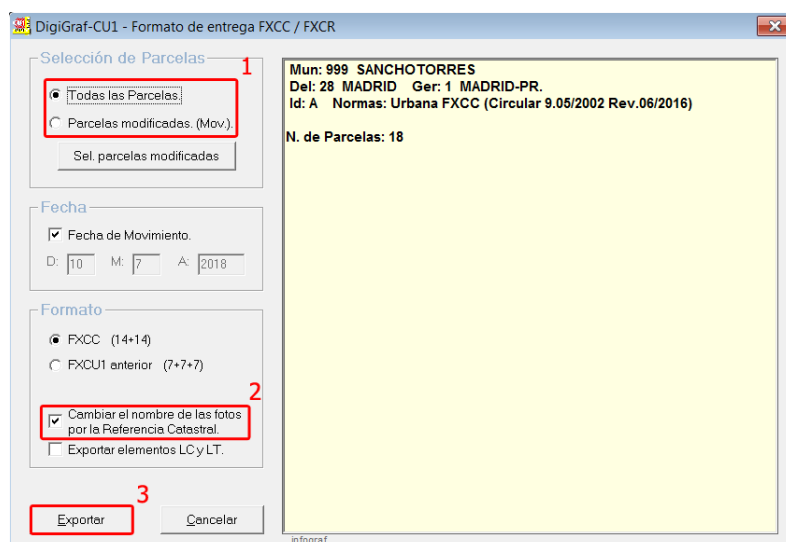 DigiGraf-CU1 - Formato de entrega FXCC / FXCR
Selección de Parcelas
1
Todas las Parcelas.
Parcelas modificadas. (Mov.).
Sel. parcelas modificadas
Fecha
Fecha de Movimiento.
D: 10 M: 7 A: 2018
Formato
FXCC (14+14)
FXCU1 anterior (7+7+7)
2
Cambiar el nombre de las fotos
por la Referencia Catastral.
Exportar elementos LC y LT.
3
Exportar
Cancelar
Mun: 999 SANCHOTORRES
Del: 28 MADRID Ger: 1 MADRID-PR.
Id: A Normas: Urbana FXCC (Circular 9.05/2002 Rev.06/2016)
N. de Parcelas: 18
infograf